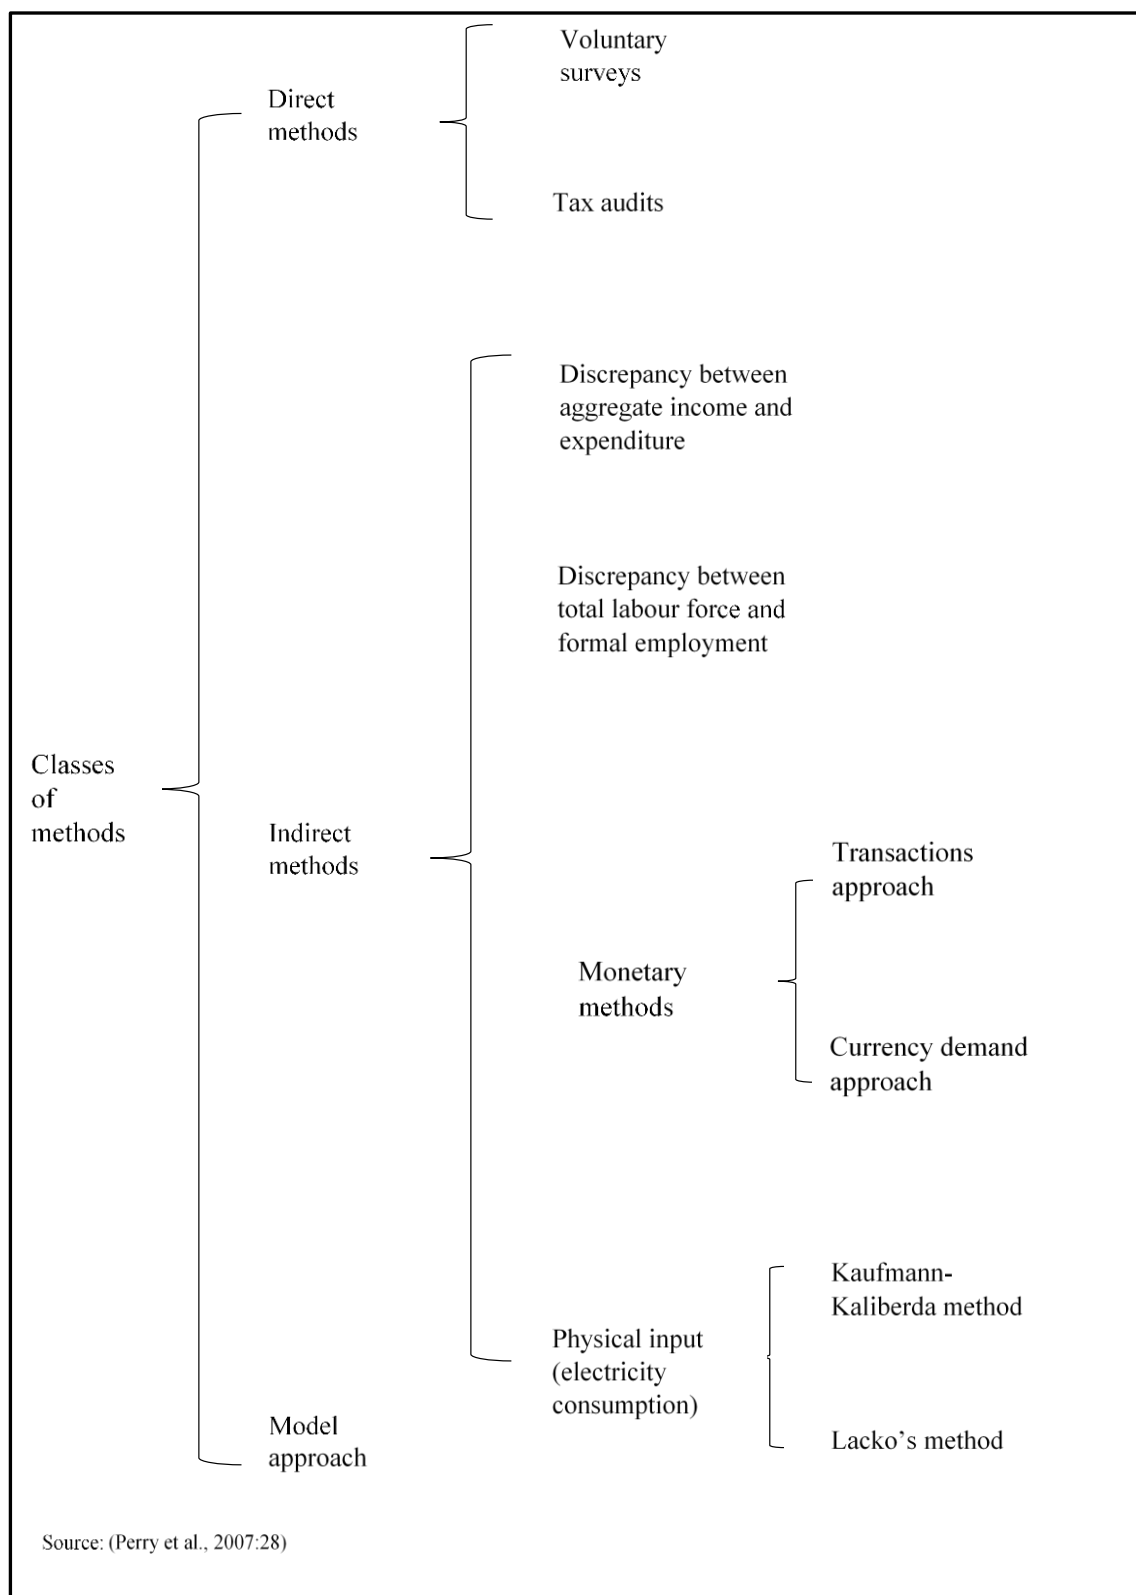 Voluntary
surveys
Direct
methods
Tax audits
Discrepancy between
aggregate income and
expenditure
Discrepancy between
total labour force and
formal employment
Classes
of
methods
Indirect
methods
Transactions
approach
Monetary
methods
Currency demand
approach
Kaufmann-
Kaliberda method
Physical input
(electricity
consumption)
Lacko’s method
Model
approach
Source: (Perry et al., 2007:28)